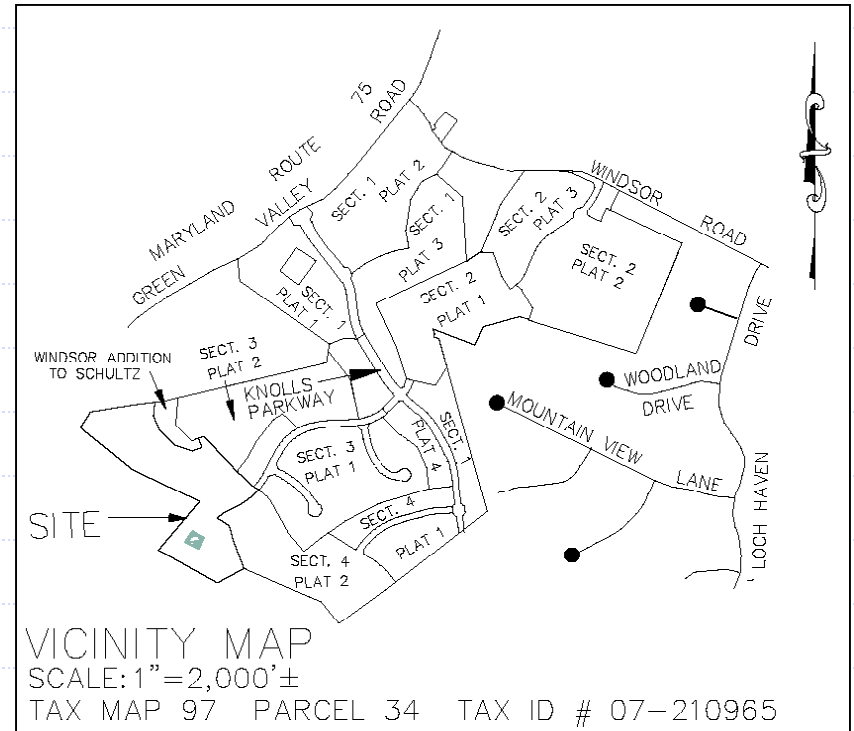 MARYLAND ROUTE 75
GREEN VALLEY ROAD
SECT. 1
PLAT 2
SECT. 1
PLAT 3
SECT. 2
PLAT 3
WINDSOR ROAD
SECT. 2
PLAT 2
SECT. 2
PLAT 1
SECT. 1
PLAT 1
DRIVE
WINDSOR ADDITION
TO SCHULTZ
SECT. 3
PLAT 2
KNOLLS
PARKWAY
WOODLAND
DRIVE
MOUNTAIN VIEW LANE
SECT. 1
PLAT 4
SECT. 3
PLAT 1
LOCH HAVEN
SITE
SECT. 4
PLAT 1
SECT. 4
PLAT 2
VICINITY MAP
SCALE: 1"=2,000'±
TAX MAP 97 PARCEL 34 TAX ID # 07-210965